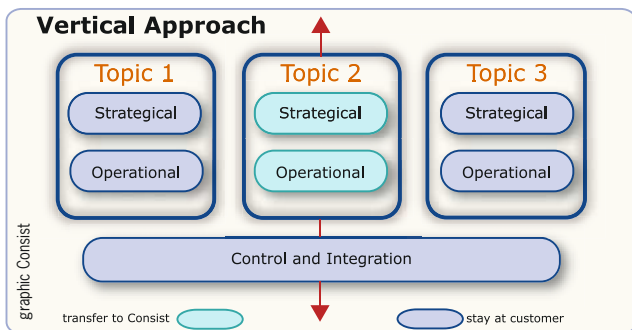 Vertical Approach
Topic 1
Topic 2
Topic 3
Strategical
Strategical
Strategical
Operational
Operational
Operational
Control and Integration
graphic Consist
transfer to Consist
stay at customer